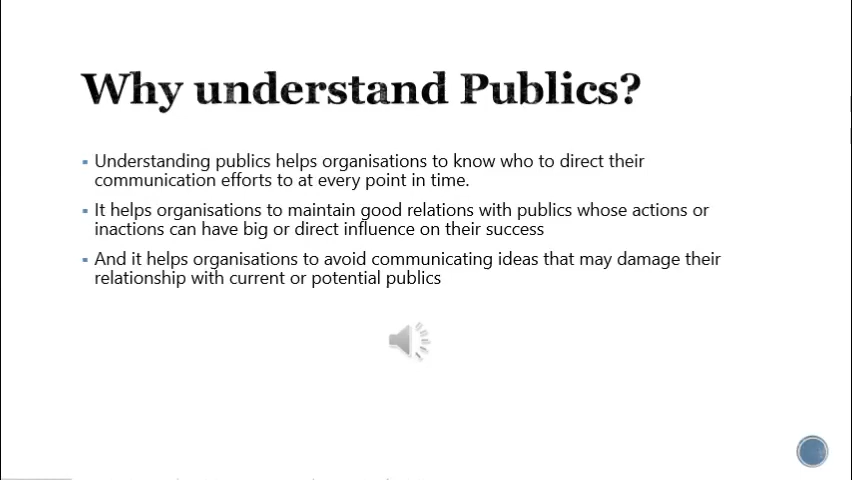 Why understand Publics?
Understanding publics helps organisations to know who to direct their
communication efforts to at every point in time.
It helps organisations to maintain good relations with publics whose actions or
inactions can have big or direct influence on their success
And it helps organisations to avoid communicating ideas that may damage their
relationship with current or potential publics